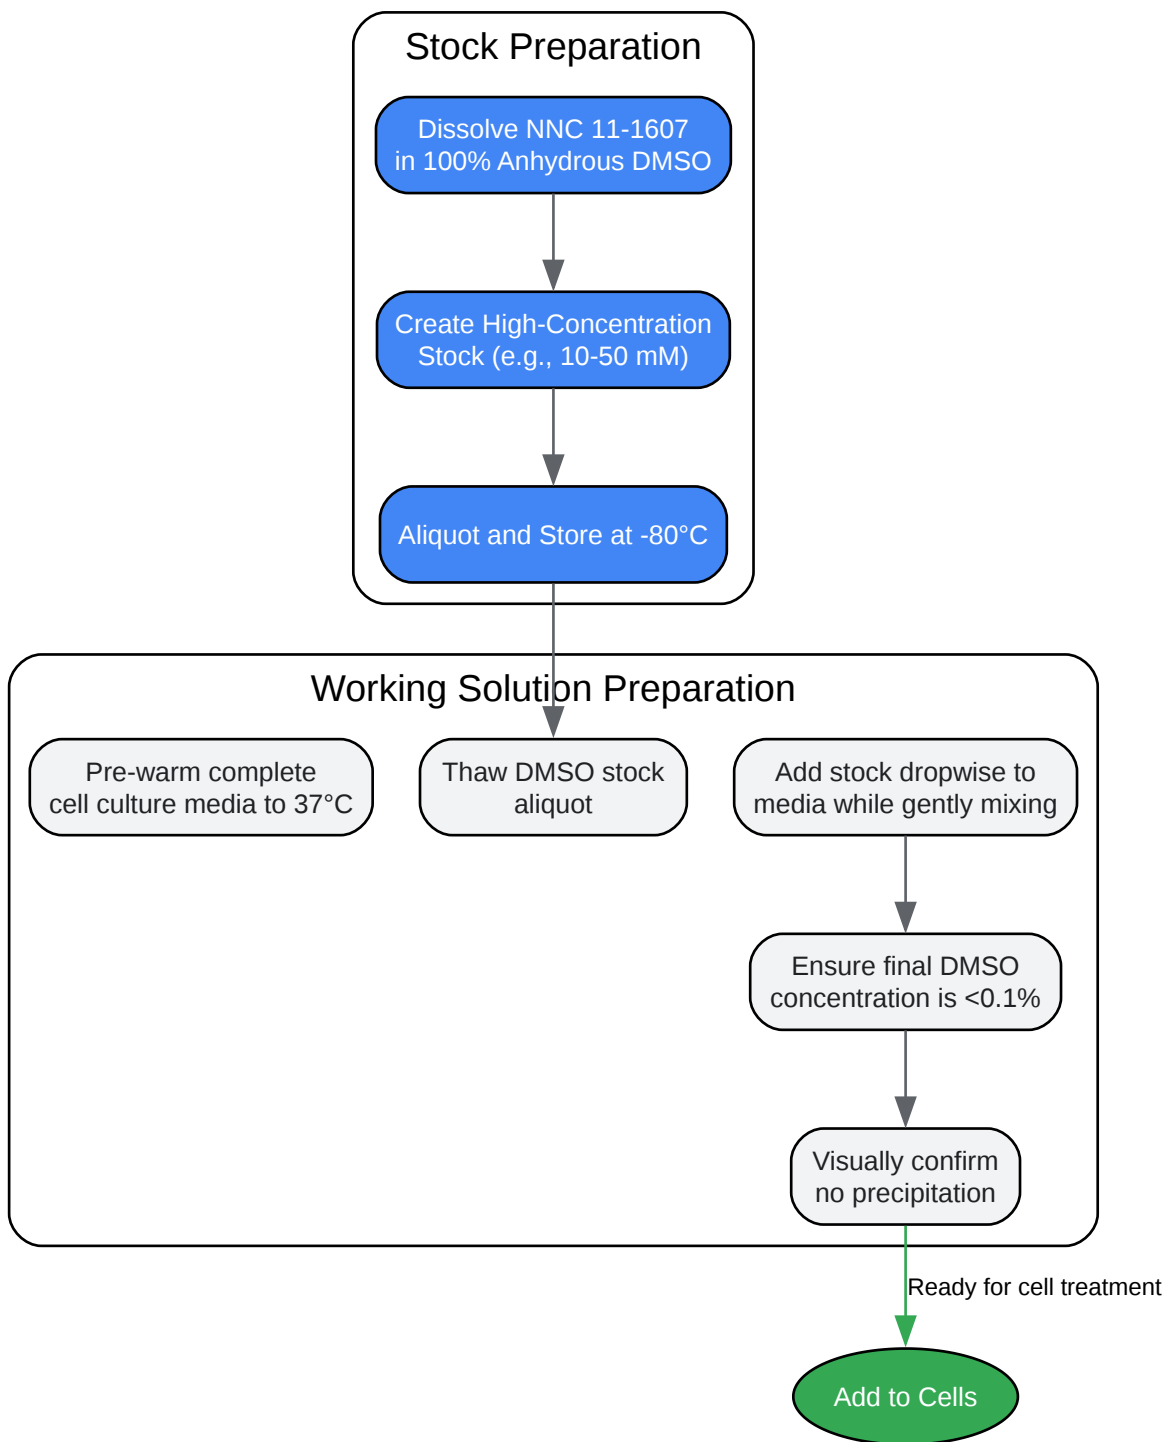 Stock Preparation
Dissolve NNC 11-1607
in 100% Anhydrous DMSO
Create High-Concentration
Stock (e.g., 10-50 mM)
Aliquot and Store at -80°C
Working Solution Preparation
Pre-warm complete
cell culture media to 37°C
Thaw DMSO stock
aliquot
Add stock dropwise to
media while gently mixing
Ensure final DMSO
concentration is <0.1%
Visually confirm
no precipitation
Ready for cell treatment
Add to Cells